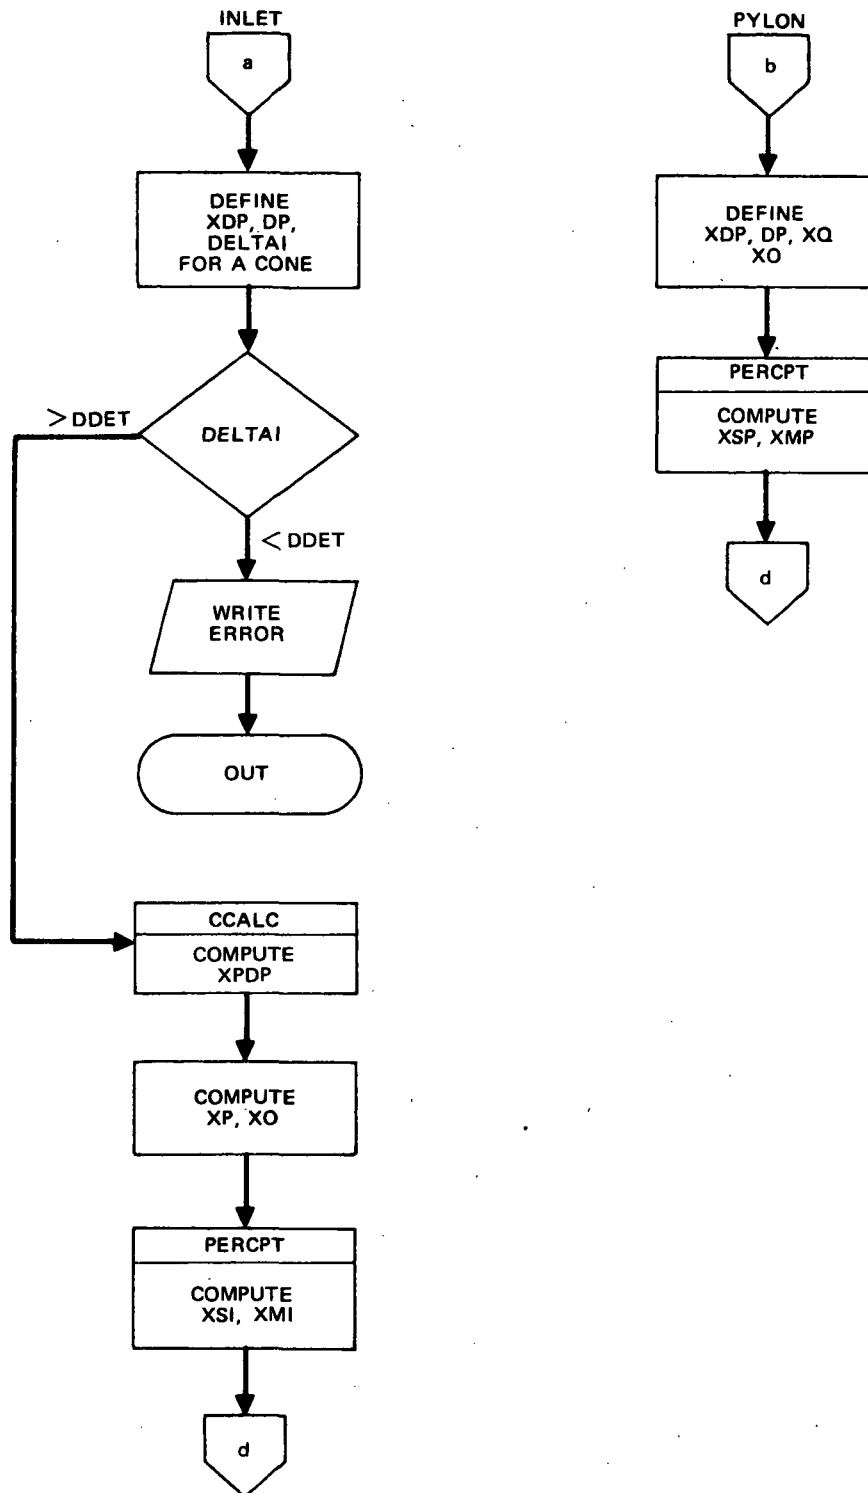 INLET
a
DEFINE
XDP, DP,
DELTAI
FOR A CONE
DELTAI
> DDET
< DDET
WRITE
ERROR
OUT
CCALC
COMPUTE
XPDP
COMPUTE
XP, XO
PERCPT
COMPUTE
XSI, XMI
d
PYLON
b
DEFINE
XDP, DP, XQ
XO
PERCPT
COMPUTE
XSP, XMP
d